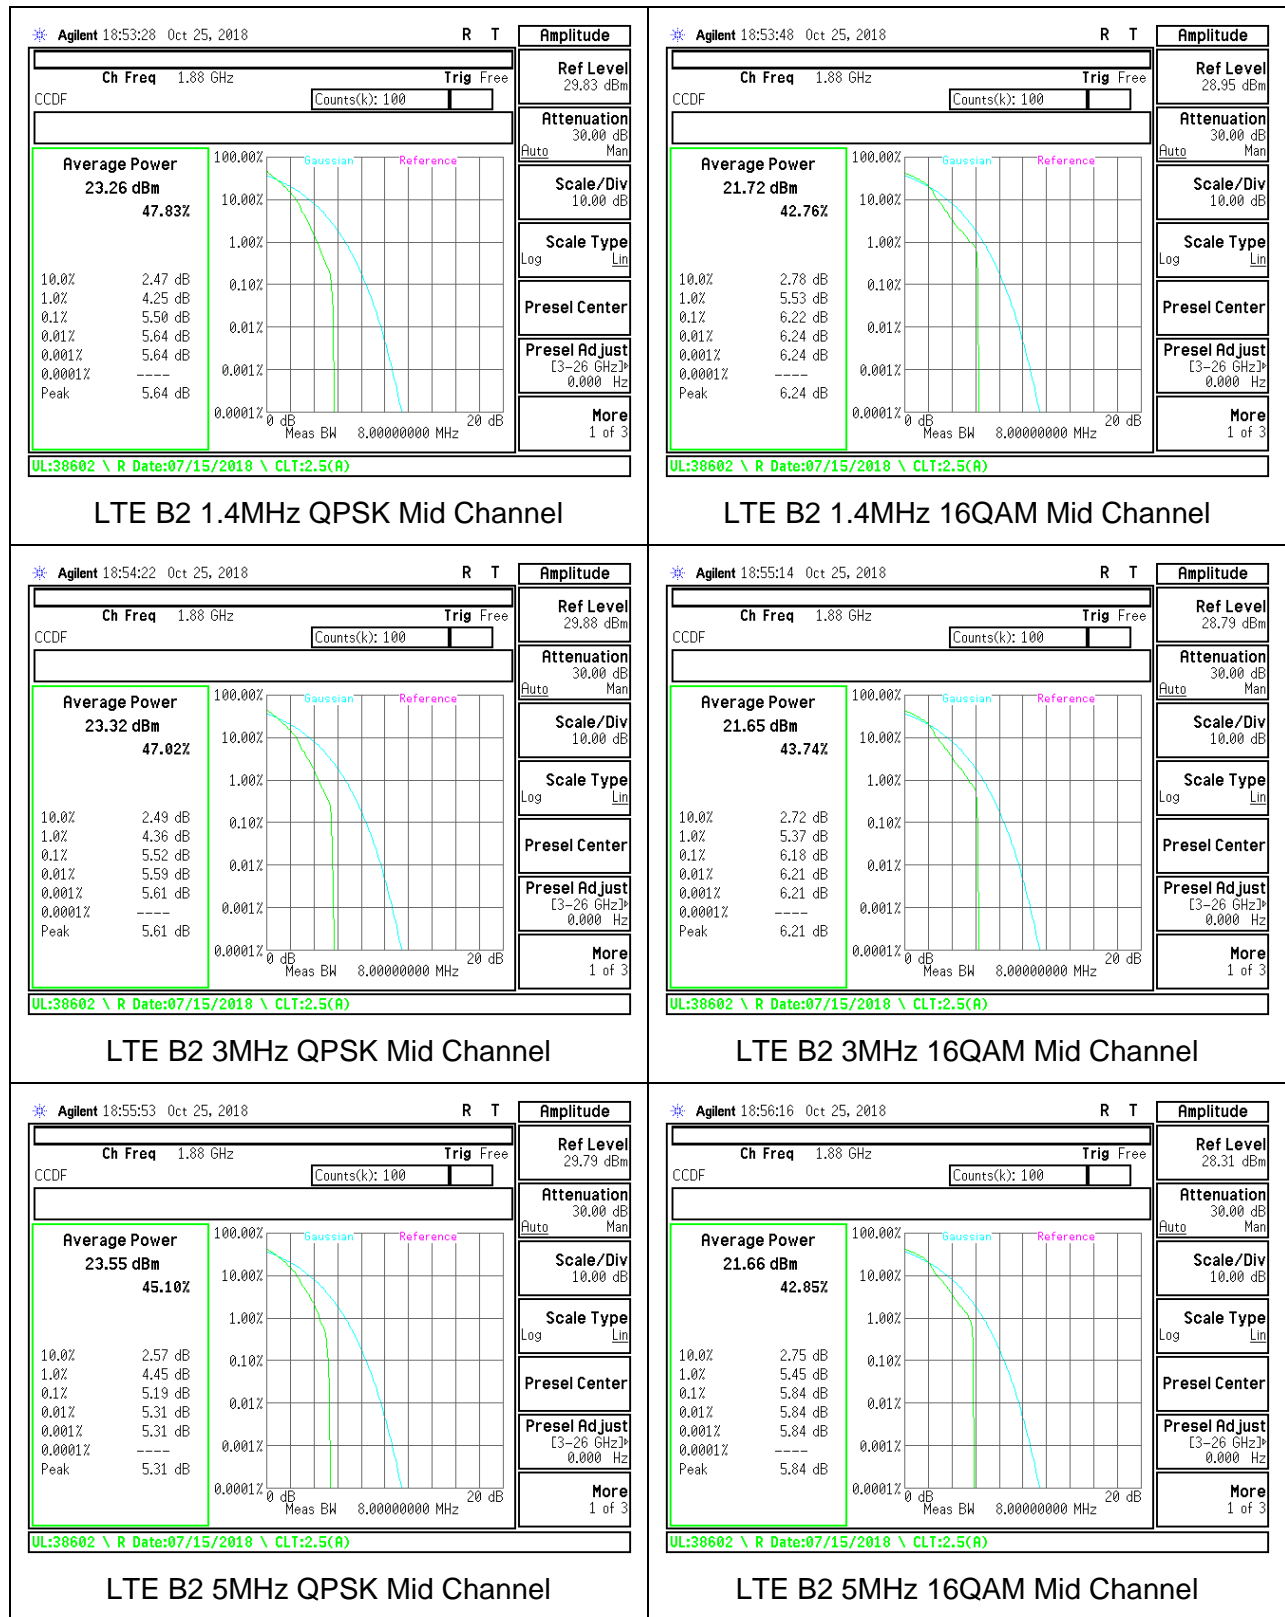 Agilent 18:53:28 Oct 25, 2018 R T Amplitude
Ch Freq 1.88 GHz Trig Free
CCDF Counts(k): 100
Ref Level
29.83 dBm
Attenuation
30.00 dB
Auto Man
Scale/Div
10.00 dB
Scale Type
Log Lin
Presel Center
Presel Adjust
[3-26 GHz]
0.000 Hz
More
1 of 3
Average Power
23.26 dBm
47.83%
10.0% 2.47 dB
1.0% 4.25 dB
0.1% 5.50 dB
0.01% 5.64 dB
0.001% 5.64 dB
0.0001% ----
Peak 5.64 dB
Gaussian Reference
100.00%
10.00%
1.00%
0.10%
0.01%
0.001%
0.0001%
0 dB 20 dB
Meas BW 8.00000000 MHz
UL:38602 \ R Date:07/15/2018 \ CLT:2.5(A)
LTE B2 1.4MHz QPSK Mid Channel
Agilent 18:53:48 Oct 25, 2018 R T Amplitude
Ch Freq 1.88 GHz Trig Free
CCDF Counts(k): 100
Ref Level
28.95 dBm
Attenuation
30.00 dB
Auto Man
Scale/Div
10.00 dB
Scale Type
Log Lin
Presel Center
Presel Adjust
[3-26 GHz]
0.000 Hz
More
1 of 3
Average Power
21.72 dBm
42.76%
10.0% 2.78 dB
1.0% 5.53 dB
0.1% 6.22 dB
0.01% 6.24 dB
0.001% 6.24 dB
0.0001% ----
Peak 6.24 dB
Gaussian Reference
100.00%
10.00%
1.00%
0.10%
0.01%
0.001%
0.0001%
0 dB 20 dB
Meas BW 8.00000000 MHz
UL:38602 \ R Date:07/15/2018 \ CLT:2.5(A)
LTE B2 1.4MHz 16QAM Mid Channel
Agilent 18:54:22 Oct 25, 2018 R T Amplitude
Ch Freq 1.88 GHz Trig Free
CCDF Counts(k): 100
Ref Level
29.88 dBm
Attenuation
30.00 dB
Auto Man
Scale/Div
10.00 dB
Scale Type
Log Lin
Presel Center
Presel Adjust
[3-26 GHz]
0.000 Hz
More
1 of 3
Average Power
23.32 dBm
47.02%
10.0% 2.49 dB
1.0% 4.36 dB
0.1% 5.52 dB
0.01% 5.59 dB
0.001% 5.61 dB
0.0001% ----
Peak 5.61 dB
Gaussian Reference
100.00%
10.00%
1.00%
0.10%
0.01%
0.001%
0.0001%
0 dB 20 dB
Meas BW 8.00000000 MHz
UL:38602 \ R Date:07/15/2018 \ CLT:2.5(A)
LTE B2 3MHz QPSK Mid Channel
Agilent 18:55:14 Oct 25, 2018 R T Amplitude
Ch Freq 1.88 GHz Trig Free
CCDF Counts(k): 100
Ref Level
28.79 dBm
Attenuation
30.00 dB
Auto Man
Scale/Div
10.00 dB
Scale Type
Log Lin
Presel Center
Presel Adjust
[3-26 GHz]
0.000 Hz
More
1 of 3
Average Power
21.65 dBm
43.74%
10.0% 2.72 dB
1.0% 5.37 dB
0.1% 6.18 dB
0.01% 6.21 dB
0.001% 6.21 dB
0.0001% ----
Peak 6.21 dB
Gaussian Reference
100.00%
10.00%
1.00%
0.10%
0.01%
0.001%
0.0001%
0 dB 20 dB
Meas BW 8.00000000 MHz
UL:38602 \ R Date:07/15/2018 \ CLT:2.5(A)
LTE B2 3MHz 16QAM Mid Channel
Agilent 18:55:53 Oct 25, 2018 R T Amplitude
Ch Freq 1.88 GHz Trig Free
CCDF Counts(k): 100
Ref Level
29.79 dBm
Attenuation
30.00 dB
Auto Man
Scale/Div
10.00 dB
Scale Type
Log Lin
Presel Center
Presel Adjust
[3-26 GHz]
0.000 Hz
More
1 of 3
Average Power
23.55 dBm
45.10%
10.0% 2.57 dB
1.0% 4.45 dB
0.1% 5.19 dB
0.01% 5.31 dB
0.001% 5.31 dB
0.0001% ----
Peak 5.31 dB
Gaussian Reference
100.00%
10.00%
1.00%
0.10%
0.01%
0.001%
0.0001%
0 dB 20 dB
Meas BW 8.00000000 MHz
UL:38602 \ R Date:07/15/2018 \ CLT:2.5(A)
LTE B2 5MHz QPSK Mid Channel
Agilent 18:56:16 Oct 25, 2018 R T Amplitude
Ch Freq 1.88 GHz Trig Free
CCDF Counts(k): 100
Ref Level
28.31 dBm
Attenuation
30.00 dB
Auto Man
Scale/Div
10.00 dB
Scale Type
Log Lin
Presel Center
Presel Adjust
[3-26 GHz]
0.000 Hz
More
1 of 3
Average Power
21.66 dBm
42.85%
10.0% 2.75 dB
1.0% 5.45 dB
0.1% 5.84 dB
0.01% 5.84 dB
0.001% 5.84 dB
0.0001% ----
Peak 5.84 dB
Gaussian Reference
100.00%
10.00%
1.00%
0.10%
0.01%
0.001%
0.0001%
0 dB 20 dB
Meas BW 8.00000000 MHz
UL:38602 \ R Date:07/15/2018 \ CLT:2.5(A)
LTE B2 5MHz 16QAM Mid Channel